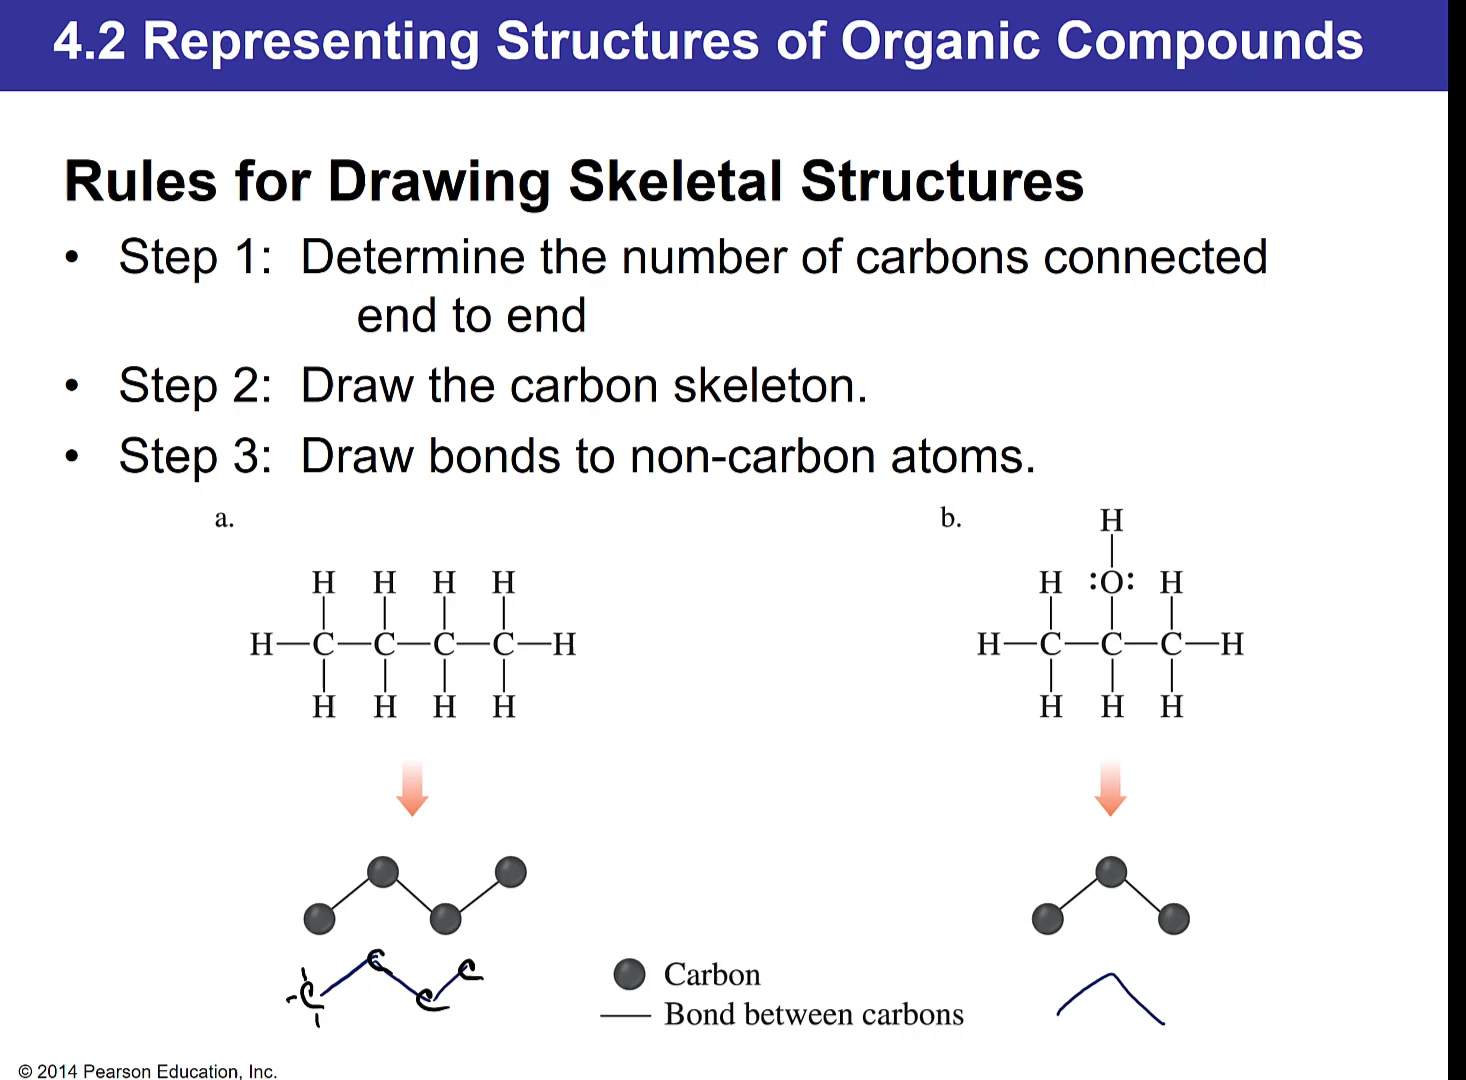 4.2 Representing Structures of Organic Compounds
Rules for Drawing Skeletal Structures
• Step 1: Determine the number of carbons connected
end to end
• Step 2: Draw the carbon skeleton.
• Step 3: Draw bonds to non-carbon atoms.
a.
H H H H
H—C—C—C—C—H
H H H H
b.
H
H :O: H
H—C—C—C—H
H H H
C C C C
Carbon
Bond between carbons
© 2014 Pearson Education, Inc.